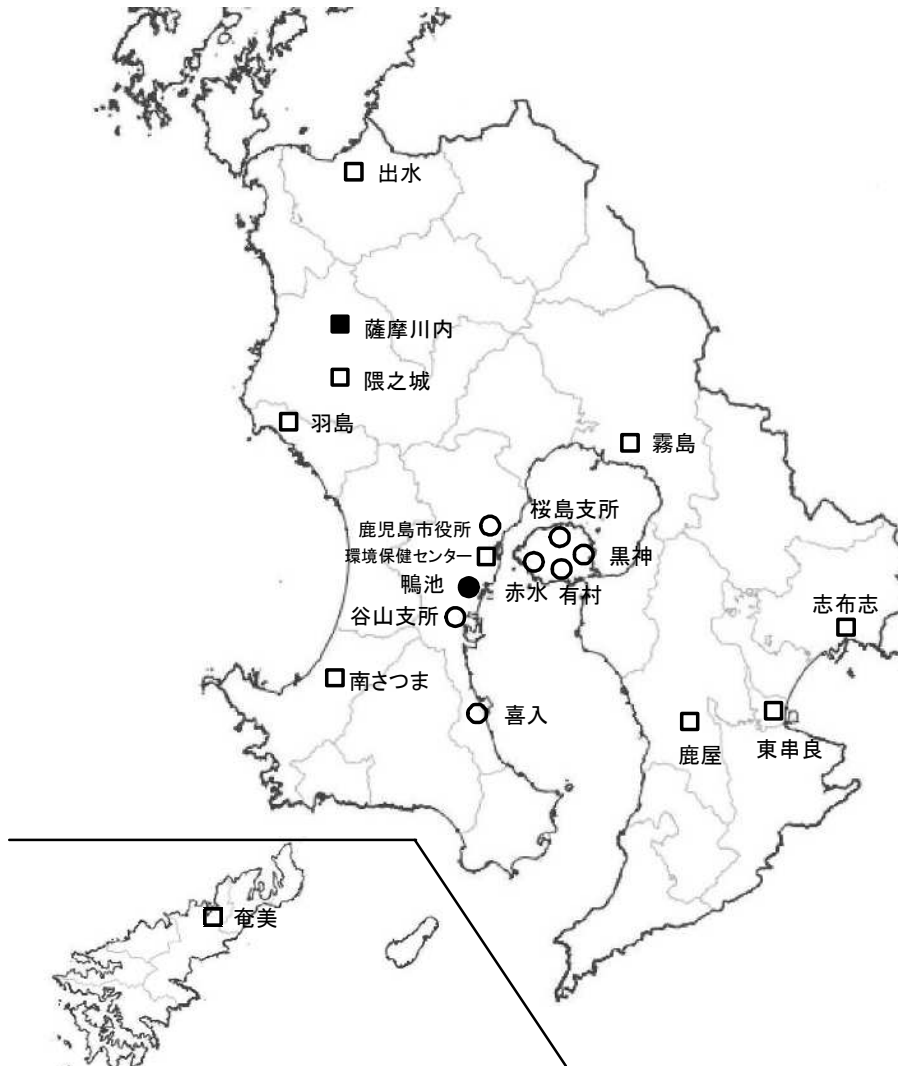 出水
薩摩川内
隈之城
羽島
霧島
桜島支所
鹿児島市役所
環境保健センター
黒神
鴨池
赤水
有村
谷山支所
志布志
南さつま
喜入
鹿屋
東串良
奄美